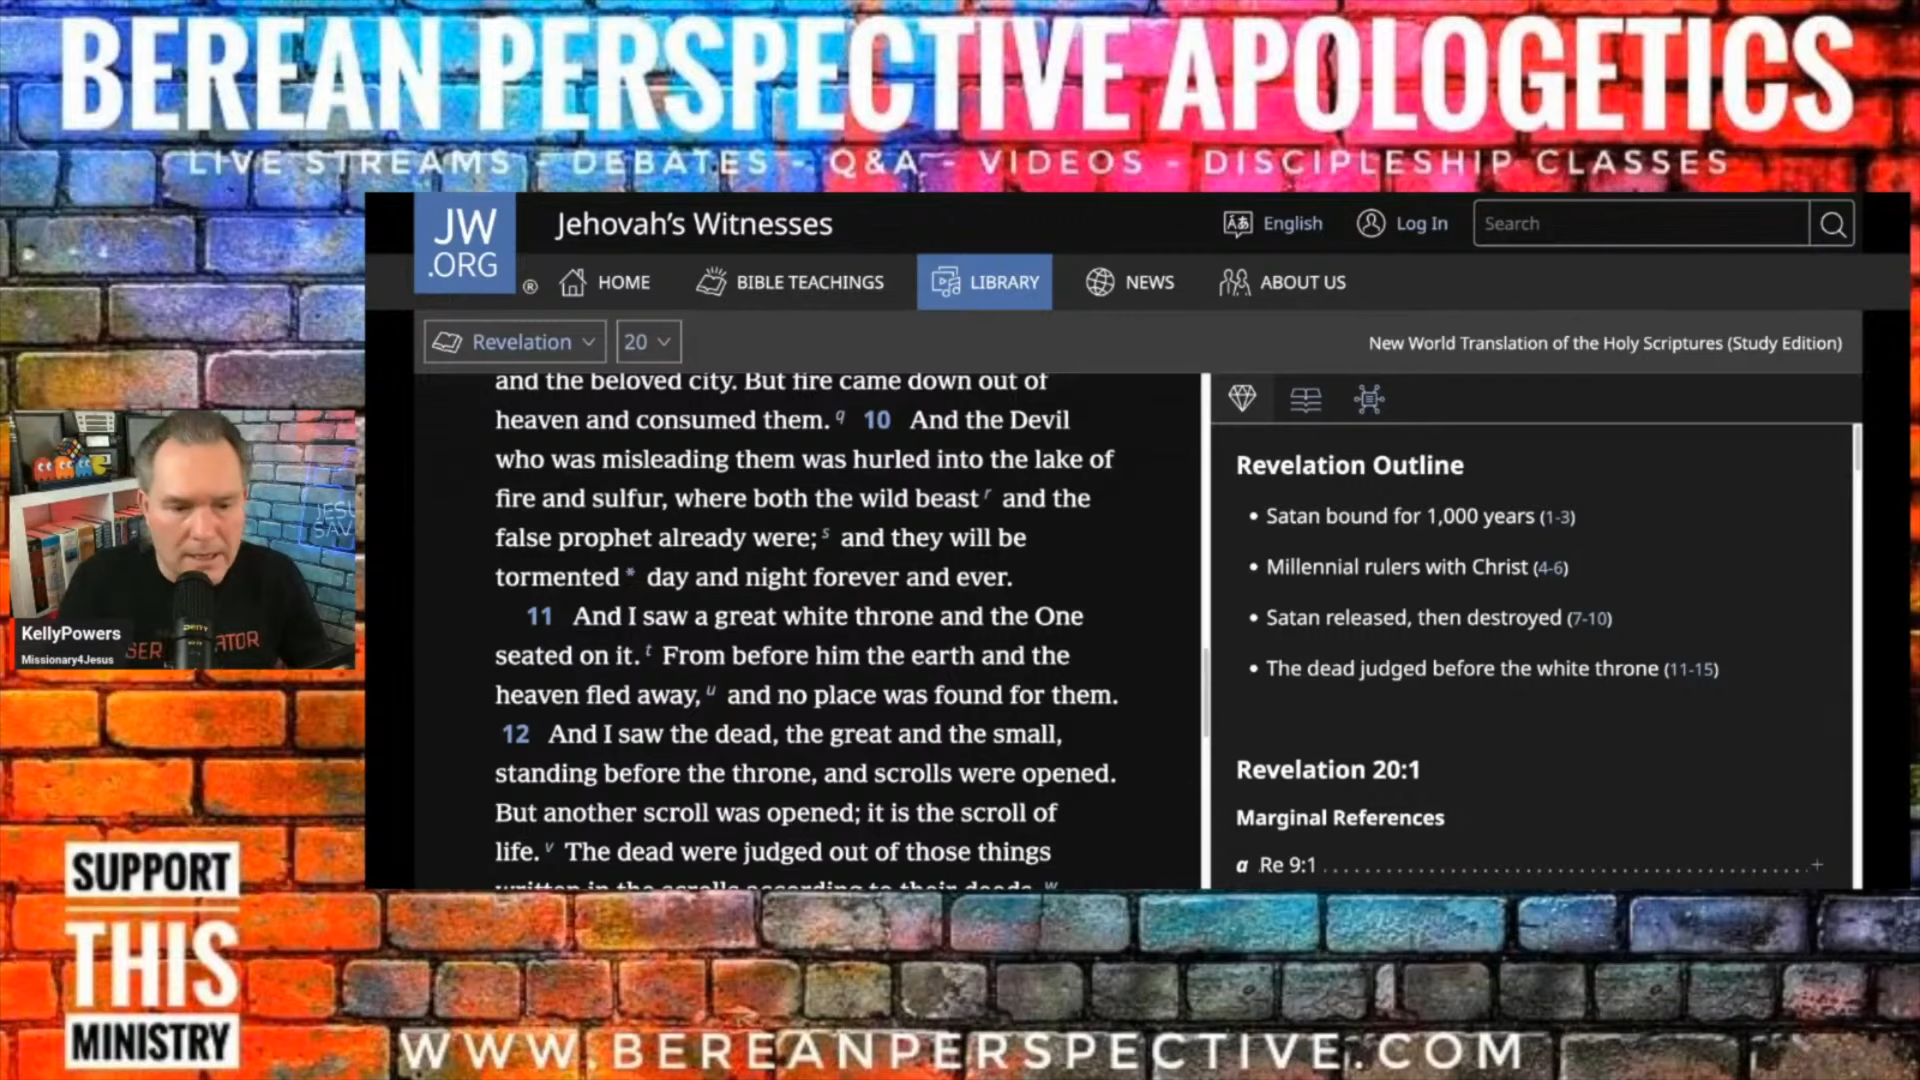 BEREAN PERSPECTIVE APOLOGETICS
LIVE STREAMS - DEBATES - Q&A - VIDEOS - DISCIPLESHIP CLASSES
JW
.ORG
®
Jehovah's Witnesses
English
Log In
Search
HOME
BIBLE TEACHINGS
LIBRARY
NEWS
ABOUT US
Revelation
20
New World Translation of the Holy Scriptures (Study Edition)
and the beloved city. But fire came down out of
heaven and consumed them. q 10 And the Devil
who was misleading them was hurled into the lake of
fire and sulfur, where both the wild beast r and the
false prophet already were; s and they will be
tormented * day and night forever and ever.
11 And I saw a great white throne and the One
seated on it. t From before him the earth and the
heaven fled away, u and no place was found for them.
12 And I saw the dead, the great and the small,
standing before the throne, and scrolls were opened.
But another scroll was opened; it is the scroll of
life. v The dead were judged out of those things
written in the scrolls according to their deeds. w
Revelation Outline
• Satan bound for 1,000 years (1-3)
• Millennial rulers with Christ (4-6)
• Satan released, then destroyed (7-10)
• The dead judged before the white throne (11-15)
Revelation 20:1
Marginal References
a Re 9:1 +
KellyPowers
Missionary4Jesus
SUPPORT
THIS
MINISTRY
WWW.BEREANPERSPECTIVE.COM